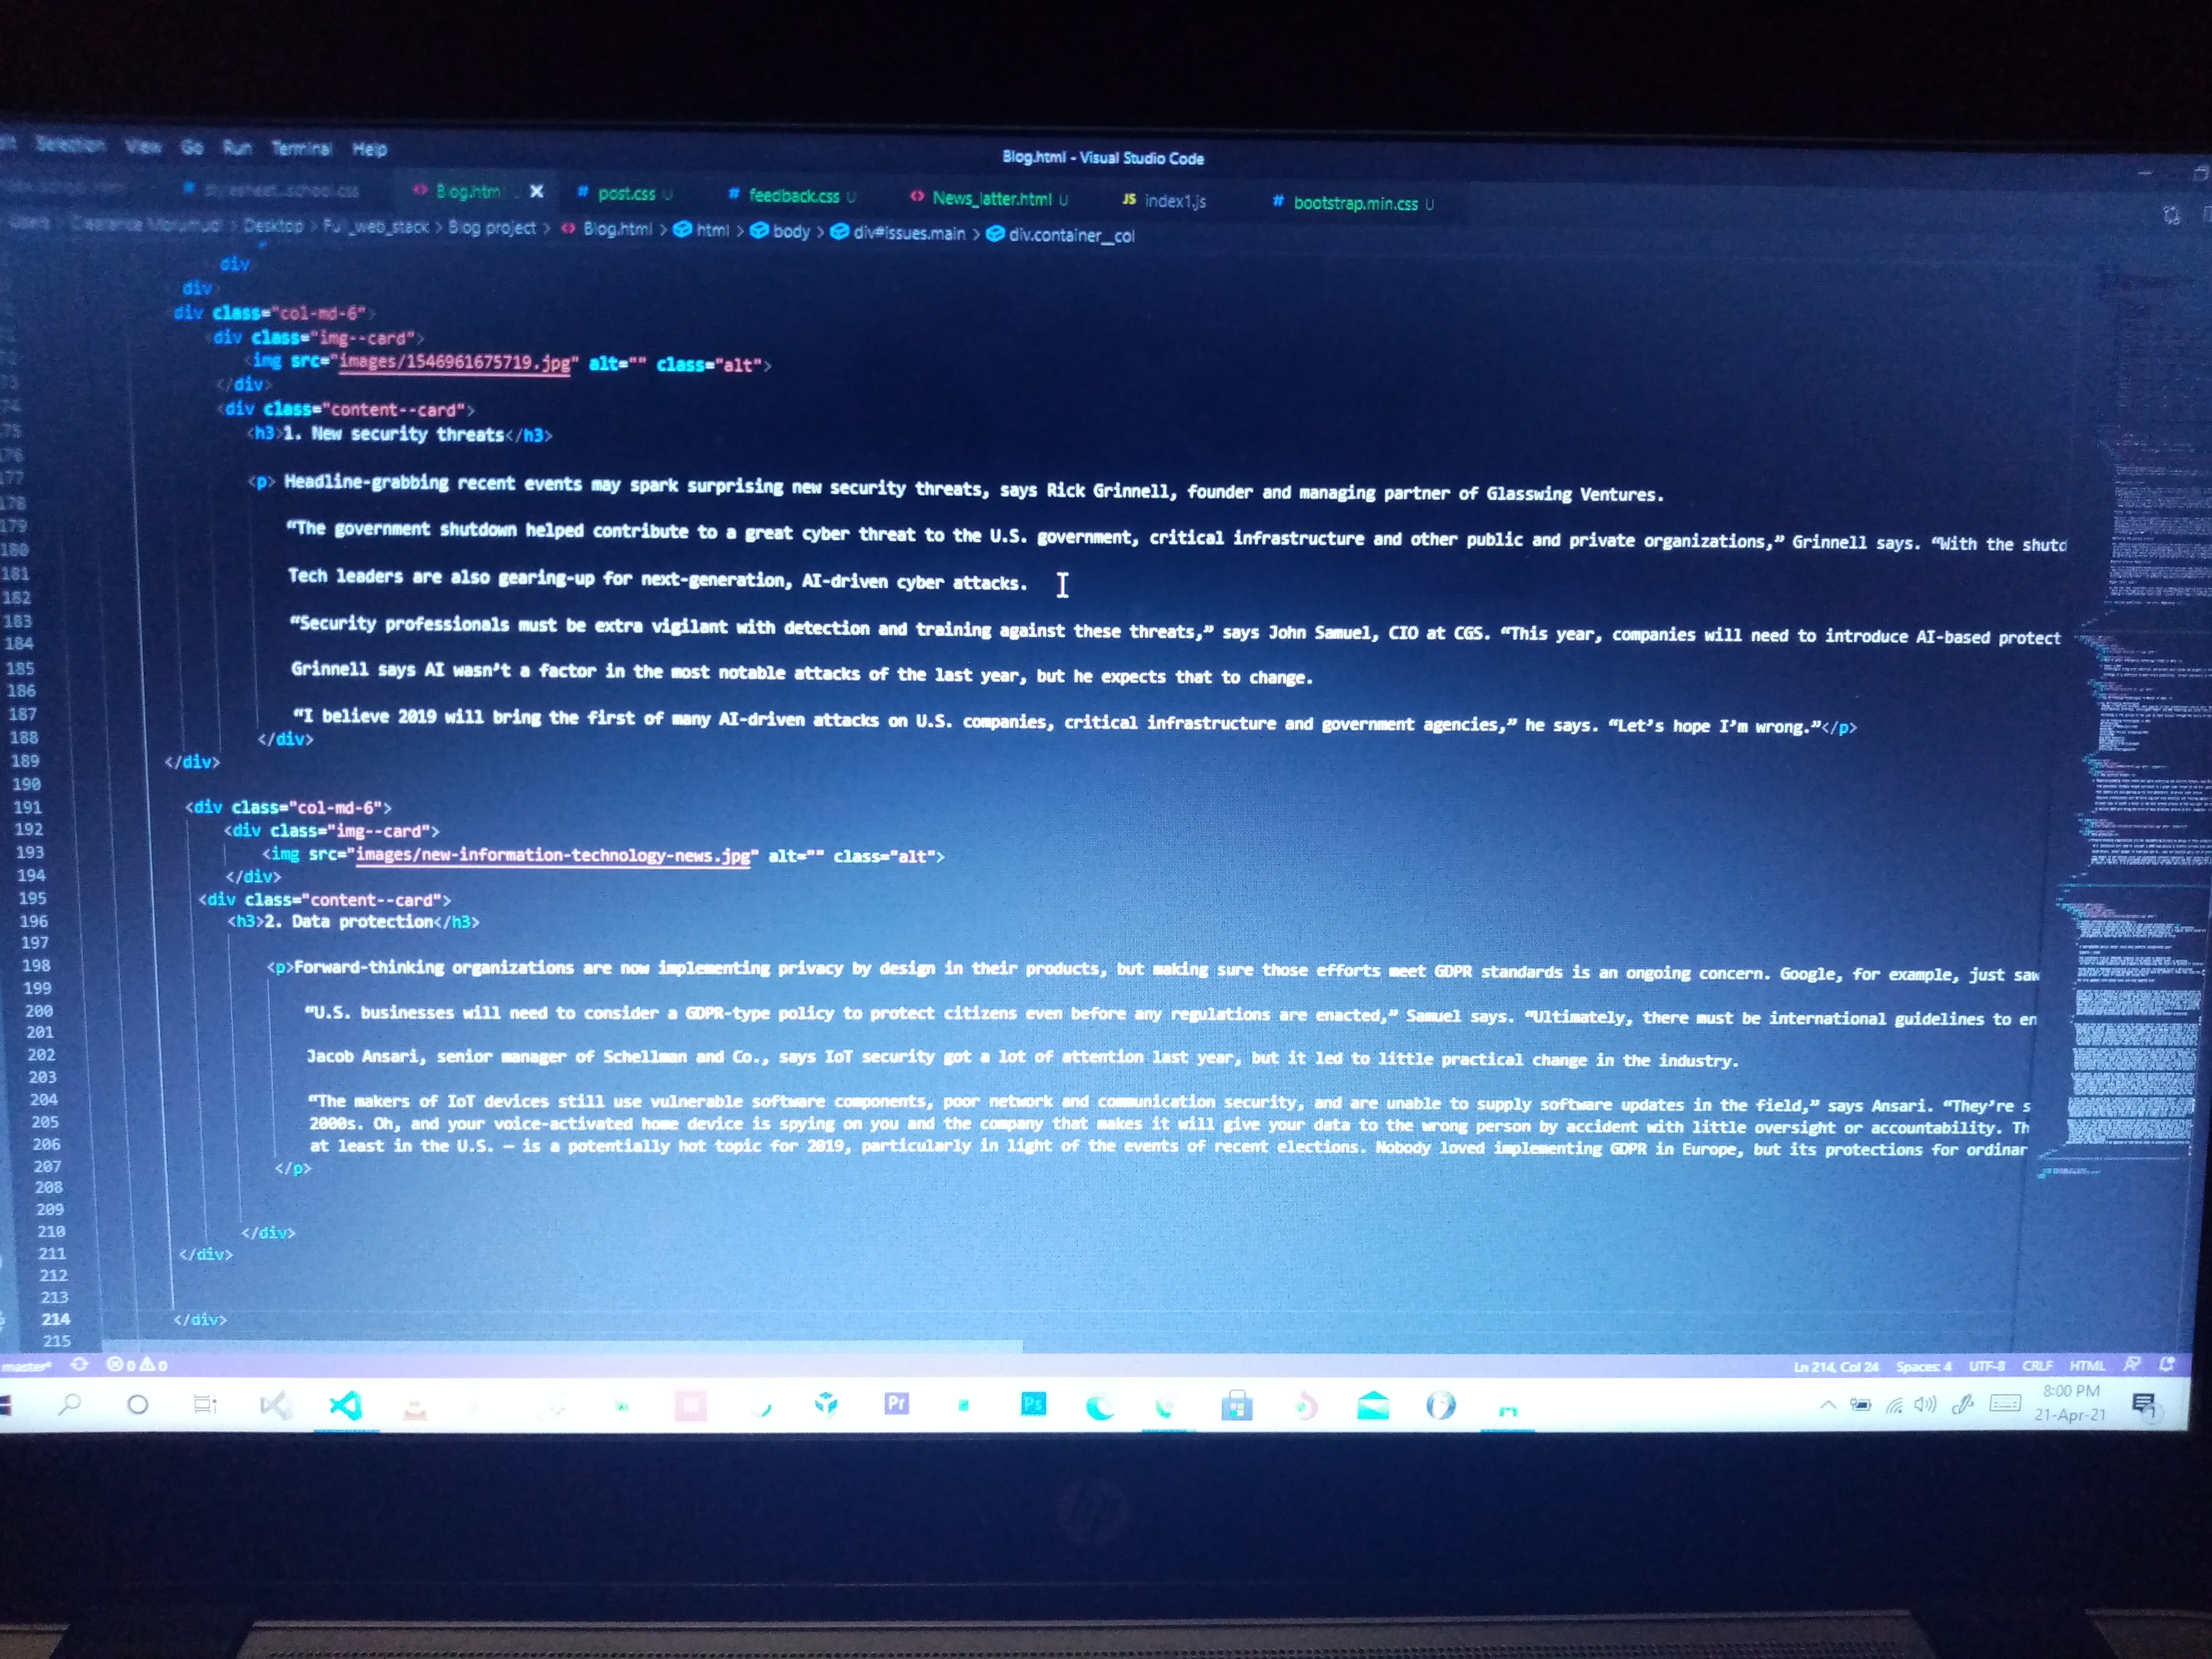 Selection View Go Run Terminal Help
Blog.html - Visual Studio Code
# stylesheet_school.css
<> Blog.htm
# post.css U
# feedback.css U
<> News_latter.html U
JS index1.js
# bootstrap.min.css U
> Desktop > Full_web_stack > Blog project > <> Blog.html > html > body > div#issues.main > div.container__col
div
div
div class="col-md-6">
div class="img--card">
<img src="images/1546961675719.jpg" alt="" class="alt">
</div>
<div class="content--card">
<h3>1. New security threats</h3>
176
177 <p> Headline-grabbing recent events may spark surprising new security threats, says Rick Grinnell, founder and managing partner of Glasswing Ventures.
178
179 “The government shutdown helped contribute to a great cyber threat to the U.S. government, critical infrastructure and other public and private organizations,” Grinnell says. “With the shutd
180
181 Tech leaders are also gearing-up for next-generation, AI-driven cyber attacks.
182
183 “Security professionals must be extra vigilant with detection and training against these threats,” says John Samuel, CIO at CGS. “This year, companies will need to introduce AI-based protect
184
185 Grinnell says AI wasn’t a factor in the most notable attacks of the last year, but he expects that to change.
186
187 “I believe 2019 will bring the first of many AI-driven attacks on U.S. companies, critical infrastructure and government agencies,” he says. “Let’s hope I’m wrong.”</p>
188 </div>
189 </div>
190
191 <div class="col-md-6">
192 <div class="img--card">
193 <img src="images/new-information-technology-news.jpg" alt="" class="alt">
194 </div>
195 <div class="content--card">
196 <h3>2. Data protection</h3>
197
198 <p>Forward-thinking organizations are now implementing privacy by design in their products, but making sure those efforts meet GDPR standards is an ongoing concern. Google, for example, just saw
199
200 “U.S. businesses will need to consider a GDPR-type policy to protect citizens even before any regulations are enacted,” Samuel says. “Ultimately, there must be international guidelines to en
201
202 Jacob Ansari, senior manager of Schellman and Co., says IoT security got a lot of attention last year, but it led to little practical change in the industry.
203
204 “The makers of IoT devices still use vulnerable software components, poor network and communication security, and are unable to supply software updates in the field,” says Ansari. “They’re s
205 2000s. Oh, and your voice-activated home device is spying on you and the company that makes it will give your data to the wrong person by accident with little oversight or accountability. Th
206 at least in the U.S. – is a potentially hot topic for 2019, particularly in light of the events of recent elections. Nobody loved implementing GDPR in Europe, but its protections for ordinar
207 </p>
208
209
210 </div>
211 </div>
212
213
214 </div>
215
master* 0 0
Ln 214, Col 24 Spaces: 4 UTF-8 CRLF HTML
Pr
Ps
8:00 PM
21-Apr-21
hp